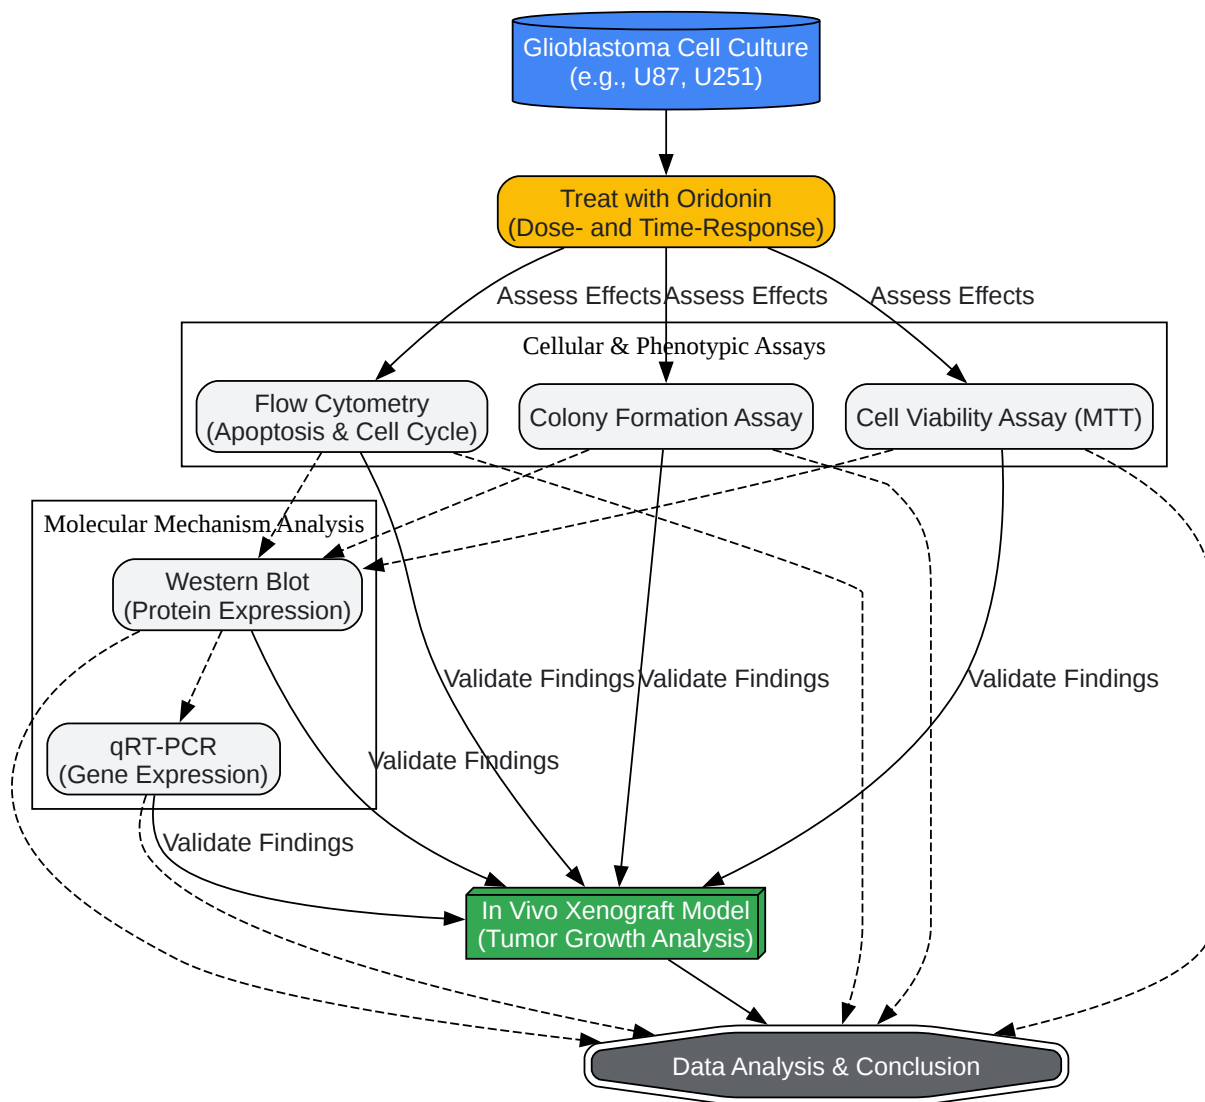 Glioblastoma Cell Culture
(e.g., U87, U251)
Treat with Oridonin
(Dose- and Time-Response)
Assess Effects
Assess Effects
Assess Effects
Cellular & Phenotypic Assays
Flow Cytometry
(Apoptosis & Cell Cycle)
Colony Formation Assay
Cell Viability Assay (MTT)
Molecular Mechanism Analysis
Western Blot
(Protein Expression)
Validate Findings
Validate Findings
Validate Findings
qRT-PCR
(Gene Expression)
Validate Findings
Validate Findings
In Vivo Xenograft Model
(Tumor Growth Analysis)
Data Analysis & Conclusion